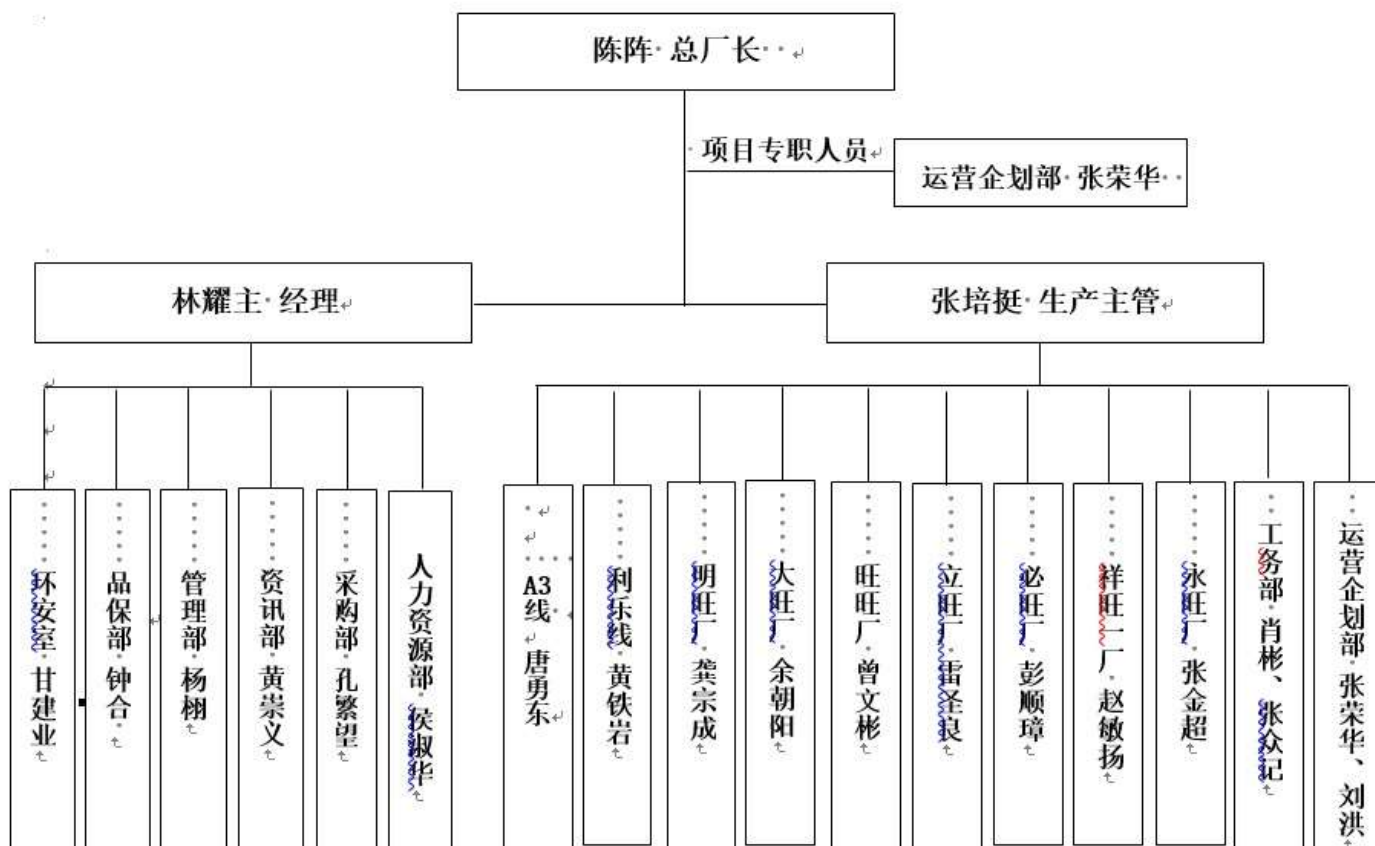 陈阵 总厂长
项目专职人员
运营企划部 张荣华
林耀主 经理
张培挺 生产主管
环安室 甘建业
品保部 钟合
管理部 杨栩
资讯部 黄崇义
采购部 孔繁望
人力资源部 侯淑华
A3
线
唐勇东
利乐线 黄铁岩
明旺厂 龚宗成
大旺厂 余朝阳
旺旺厂 曾文彬
立旺厂 雷圣良
必旺厂 彭顺璋
祥旺一厂 赵敏扬
永旺厂 张金超
工务部 肖彬、张众记
运营企划部 张荣华、刘洪